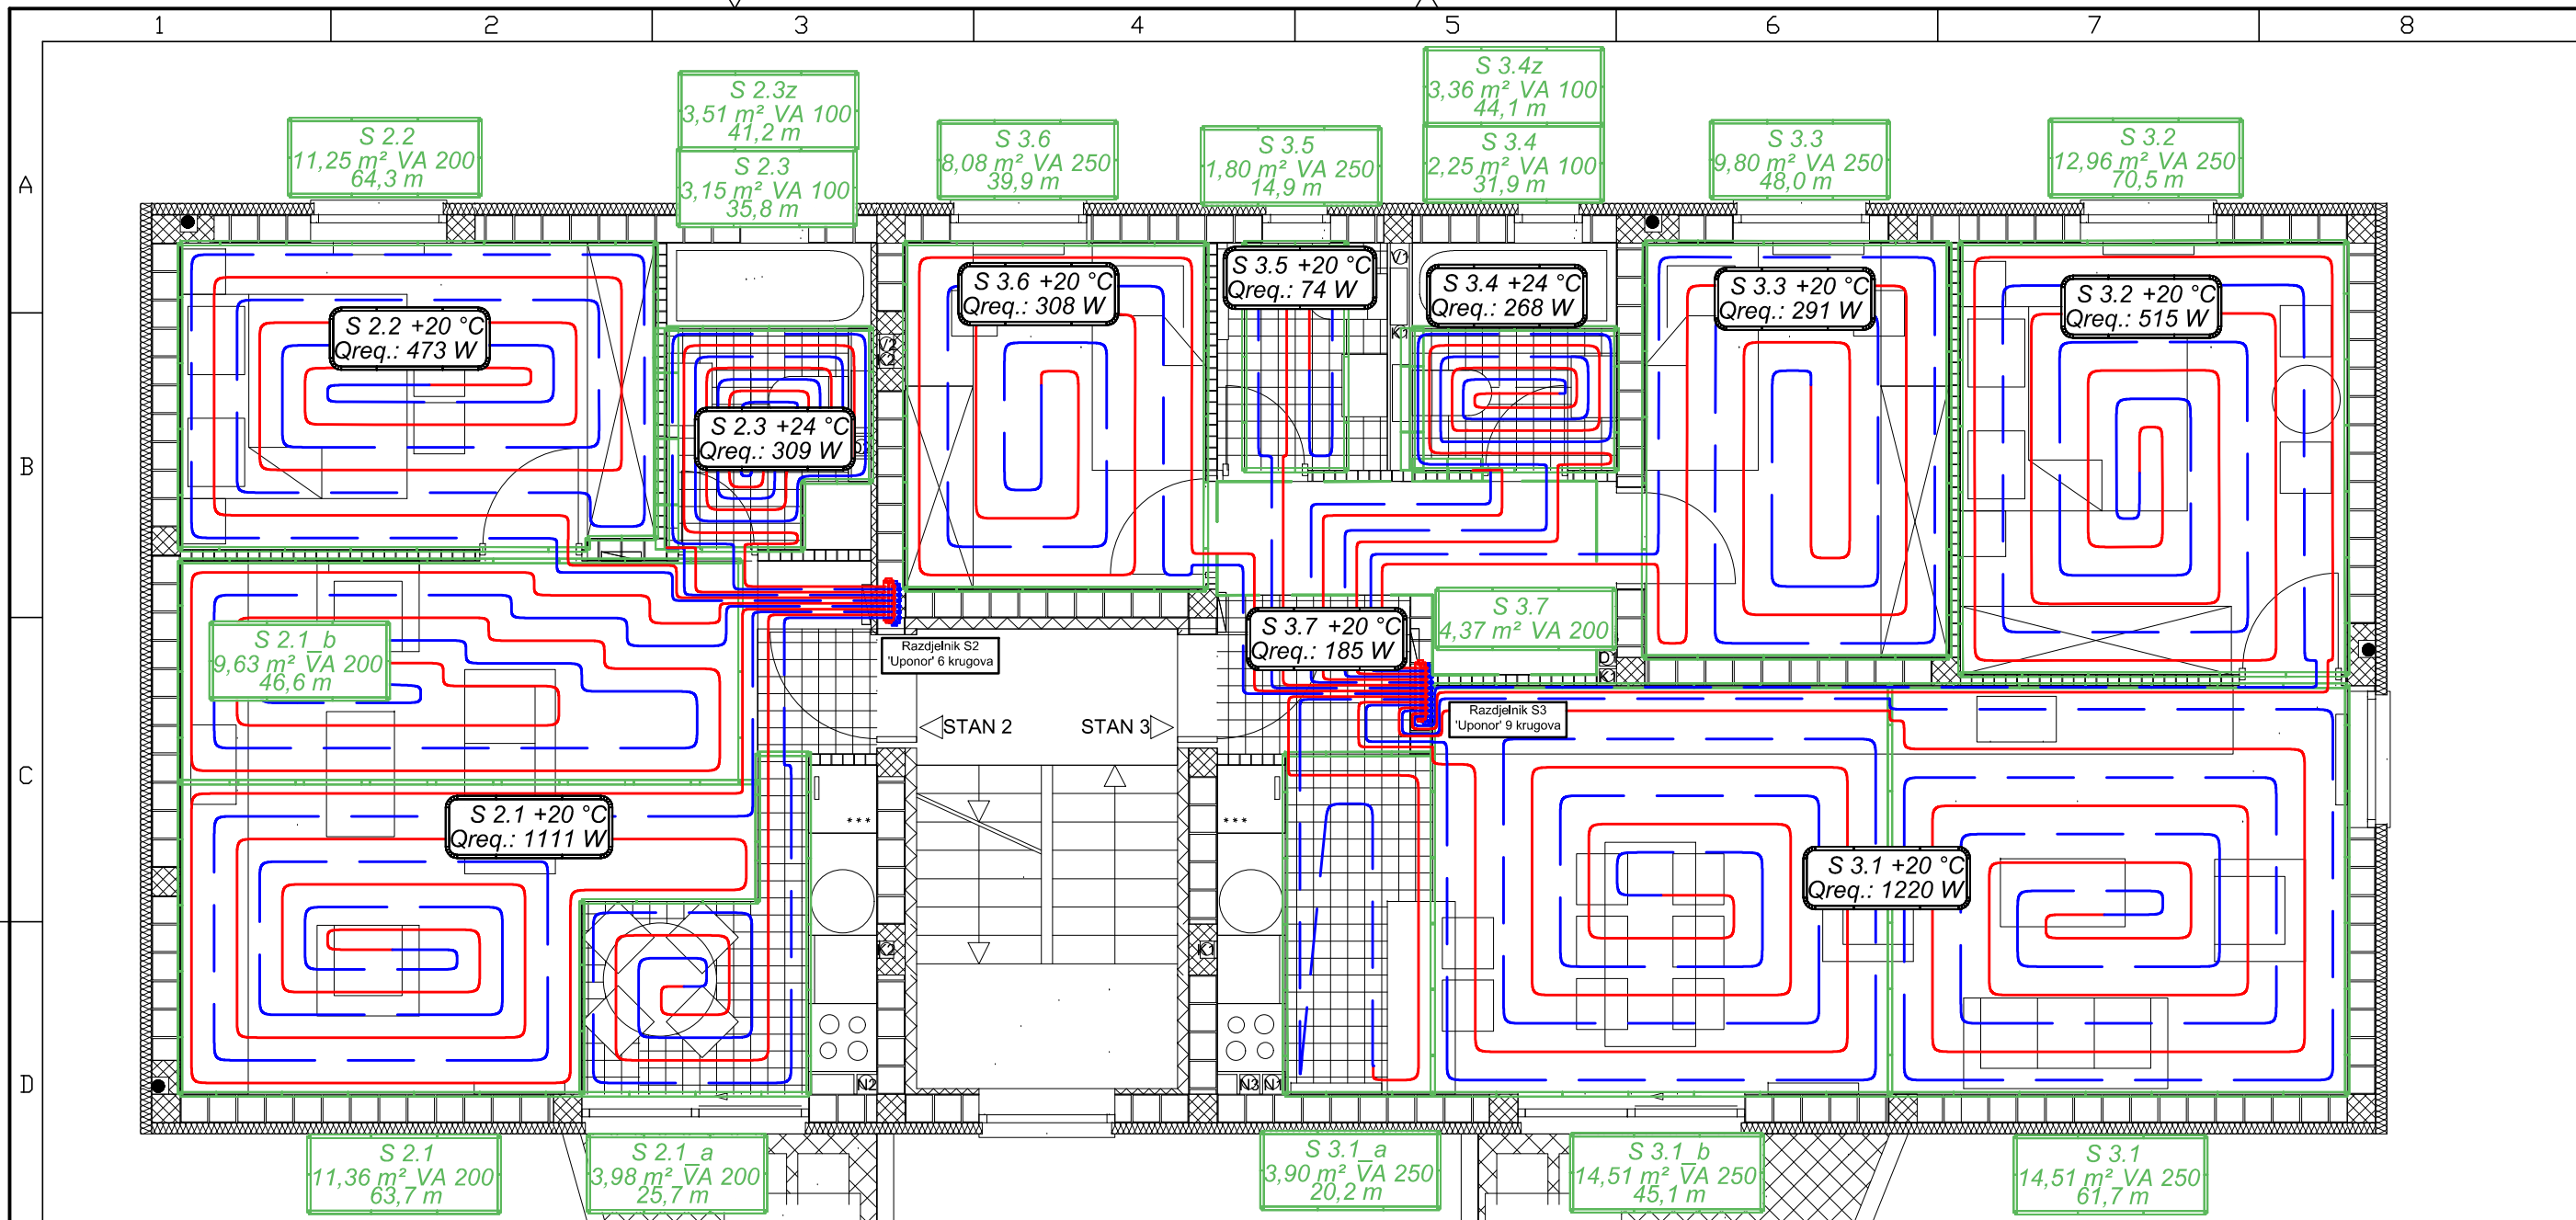 1 2 3 4 5 6 7 8
A
B
C
D
S 2.2
11,25 m² VA 200
64,3 m
S 2.3z
3,51 m² VA 100
41,2 m
S 2.3
3,15 m² VA 100
35,8 m
S 3.6
8,08 m² VA 250
39,9 m
S 3.5
1,80 m² VA 250
14,9 m
S 3.4z
3,36 m² VA 100
44,1 m
S 3.4
2,25 m² VA 100
31,9 m
S 3.3
9,80 m² VA 250
48,0 m
S 3.2
12,96 m² VA 250
70,5 m
S 2.2 +20 °C
Qreq.: 473 W
S 2.3 +24 °C
Qreq.: 309 W
S 3.6 +20 °C
Qreq.: 308 W
S 3.5 +20 °C
Qreq.: 74 W
S 3.4 +24 °C
Qreq.: 268 W
S 3.3 +20 °C
Qreq.: 291 W
S 3.2 +20 °C
Qreq.: 515 W
V1
K1
V2
K2
S 2.1_b
9,63 m² VA 200
46,6 m
Razdjelnik S2
'Uponor' 6 krugova
S 3.7 +20 °C
Qreq.: 185 W
S 3.7
4,37 m² VA 200
K1
STAN 2
STAN 3
Razdjelnik S3
'Uponor' 9 krugova
S 2.1 +20 °C
Qreq.: 1111 W
***
***
S 3.1 +20 °C
Qreq.: 1220 W
K2
K1
N2
N3
N1
S 2.1
11,36 m² VA 200
63,7 m
S 2.1_a
3,98 m² VA 200
25,7 m
S 3.1_a
3,90 m² VA 250
20,2 m
S 3.1_b
14,51 m² VA 250
45,1 m
S 3.1
14,51 m² VA 250
61,7 m